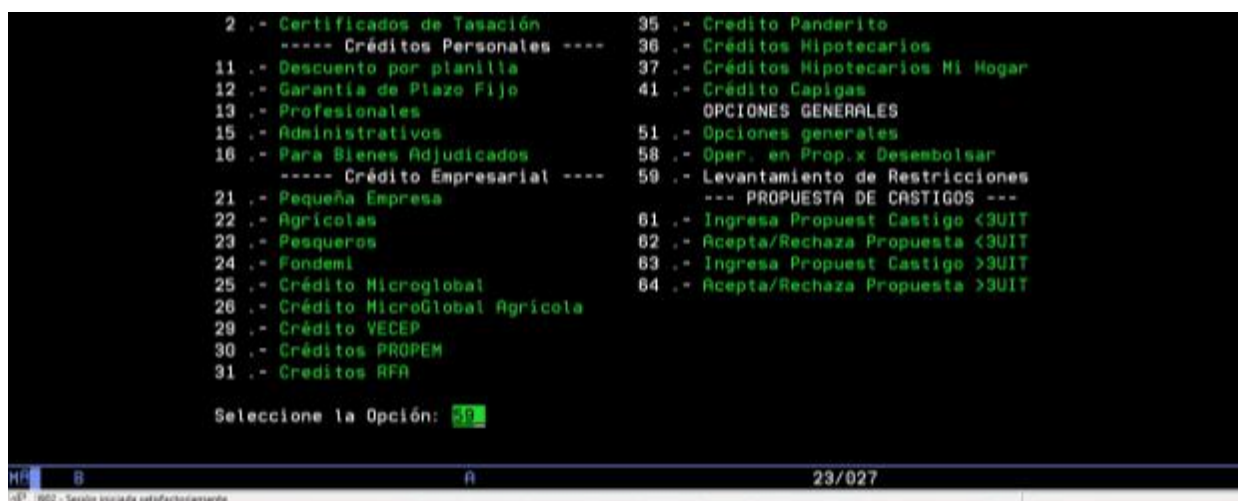 2 .- Certificados de Tasación
----- Créditos Personales ----
11 .- Descuento por planilla
12 .- Garantía de Plazo Fijo
13 .- Profesionales
15 .- Administrativos
16 .- Para Bienes Adjudicados
----- Crédito Empresarial ----
21 .- Pequeña Empresa
22 .- Agrícolas
23 .- Pesqueros
24 .- Fondemi
25 .- Crédito Microglobal
26 .- Crédito MicroGlobal Agrícola
29 .- Crédito VECEP
30 .- Créditos PROPEM
31 .- Creditos RFA
35 .- Credito Panderito
36 .- Créditos Hipotecarios
37 .- Créditos Hipotecarios Mi Hogar
41 .- Crédito Capigas
OPCIONES GENERALES
51 .- Opciones generales
58 .- Oper. en Prop.x Desembolsar
59 .- Levantamiento de Restricciones
--- PROPUESTA DE CASTIGOS ---
61 .- Ingresa Propuest Castigo <3UIT
62 .- Acepta/Rechaza Propuesta <3UIT
63 .- Ingresa Propuest Castigo >3UIT
64 .- Acepta/Rechaza Propuesta >3UIT
Seleccione la Opción: 59_
MA B A 23/027
I902 - Sesión iniciada satisfactoriamente